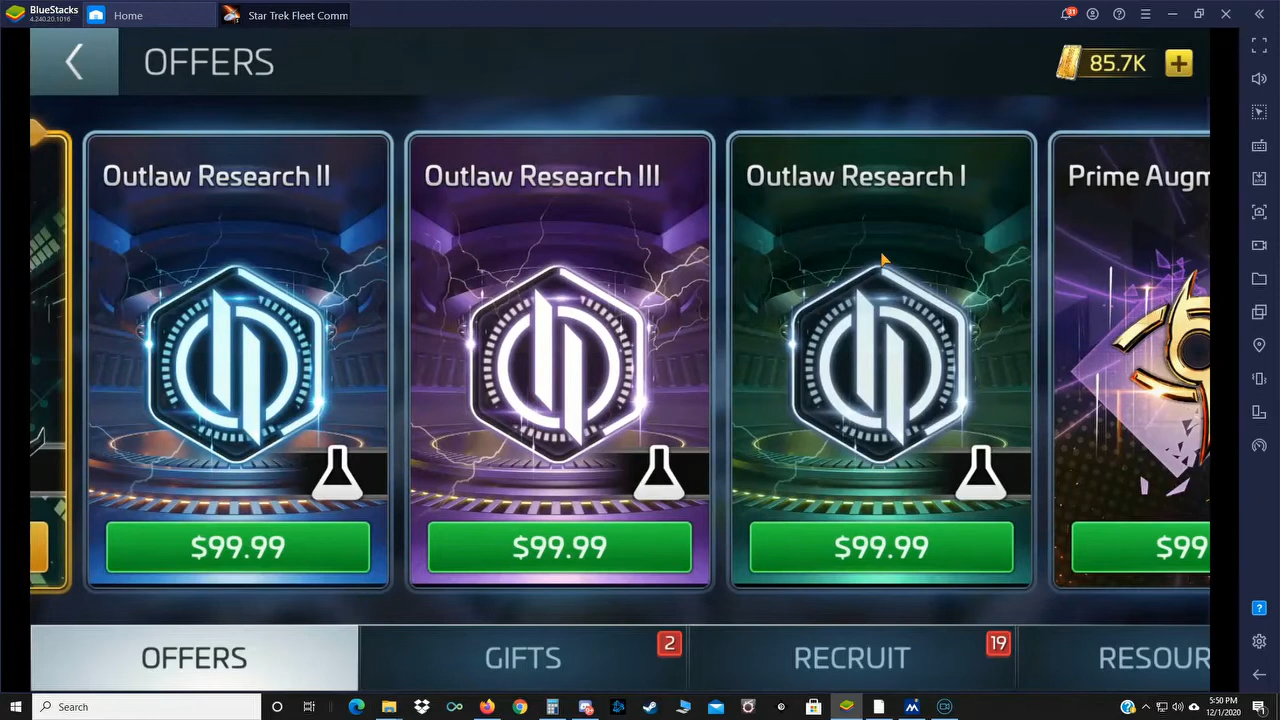 BlueStacks
4.240.20.1016
Home
Star Trek Fleet Comm
31
OFFERS
85.7K
Outlaw Research II
Outlaw Research III
Outlaw Research I
Prime Augm
$99.99
$99.99
$99.99
$99
OFFERS
GIFTS
2
RECRUIT
19
RESOUR
Search
5:50 PM
12/1/2020